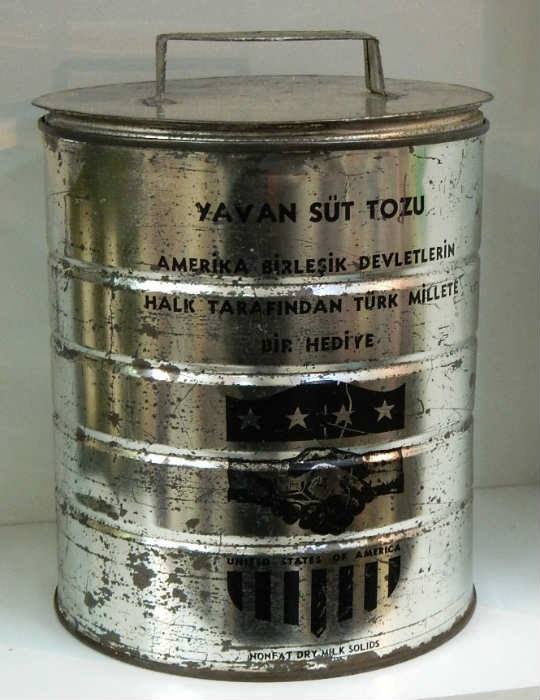 YAVAN SÜT TOZU
AMERİKA BİRLEŞİK DEVLETLERİN
HALK TARAFINDAN TÜRK MİLLETE
BİR HEDİYE
UNITED STATES OF AMERICA
NONFAT DRY MILK SOLIDS